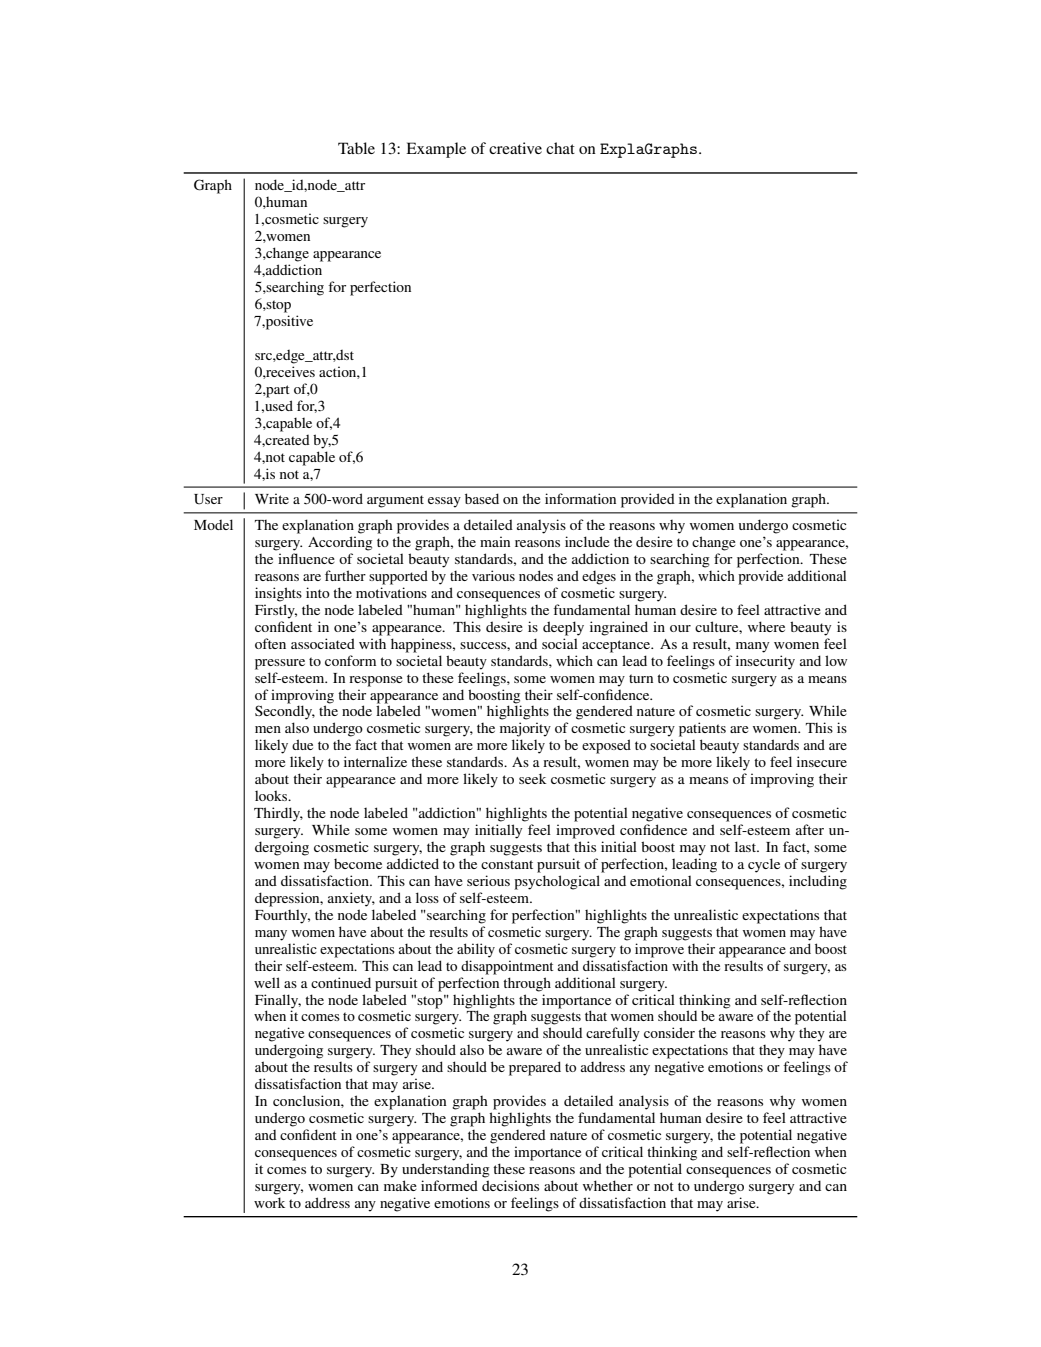 Table 13: Example of creative chat on ExplaGraphs.
Graph
node_id,node_attr
0,human
1,cosmetic surgery
2,women
3,change appearance
4,addiction
5,searching for perfection
6,stop
7,positive
src,edge_attr,dst
0,receives action,1
2,part of,0
1,used for,3
3,capable of,4
4,created by,5
4,not capable of,6
4,is not a,7
User
Write a 500-word argument essay based on the information provided in the explanation graph.
Model
The explanation graph provides a detailed analysis of the reasons why women undergo cosmetic
surgery. According to the graph, the main reasons include the desire to change one's appearance,
the influence of societal beauty standards, and the addiction to searching for perfection. These
reasons are further supported by the various nodes and edges in the graph, which provide additional
insights into the motivations and consequences of cosmetic surgery.
Firstly, the node labeled "human" highlights the fundamental human desire to feel attractive and
confident in one's appearance. This desire is deeply ingrained in our culture, where beauty is
often associated with happiness, success, and social acceptance. As a result, many women feel
pressure to conform to societal beauty standards, which can lead to feelings of insecurity and low
self-esteem. In response to these feelings, some women may turn to cosmetic surgery as a means
of improving their appearance and boosting their self-confidence.
Secondly, the node labeled "women" highlights the gendered nature of cosmetic surgery. While
men also undergo cosmetic surgery, the majority of cosmetic surgery patients are women. This is
likely due to the fact that women are more likely to be exposed to societal beauty standards and are
more likely to internalize these standards. As a result, women may be more likely to feel insecure
about their appearance and more likely to seek cosmetic surgery as a means of improving their
looks.
Thirdly, the node labeled "addiction" highlights the potential negative consequences of cosmetic
surgery. While some women may initially feel improved confidence and self-esteem after un-
dergoing cosmetic surgery, the graph suggests that this initial boost may not last. In fact, some
women may become addicted to the constant pursuit of perfection, leading to a cycle of surgery
and dissatisfaction. This can have serious psychological and emotional consequences, including
depression, anxiety, and a loss of self-esteem.
Fourthly, the node labeled "searching for perfection" highlights the unrealistic expectations that
many women have about the results of cosmetic surgery. The graph suggests that women may have
unrealistic expectations about the ability of cosmetic surgery to improve their appearance and boost
their self-esteem. This can lead to disappointment and dissatisfaction with the results of surgery, as
well as a continued pursuit of perfection through additional surgery.
Finally, the node labeled "stop" highlights the importance of critical thinking and self-reflection
when it comes to cosmetic surgery. The graph suggests that women should be aware of the potential
negative consequences of cosmetic surgery and should carefully consider the reasons why they are
undergoing surgery. They should also be aware of the unrealistic expectations that they may have
about the results of surgery and should be prepared to address any negative emotions or feelings of
dissatisfaction that may arise.
In conclusion, the explanation graph provides a detailed analysis of the reasons why women
undergo cosmetic surgery. The graph highlights the fundamental human desire to feel attractive
and confident in one's appearance, the gendered nature of cosmetic surgery, the potential negative
consequences of cosmetic surgery, and the importance of critical thinking and self-reflection when
it comes to surgery. By understanding these reasons and the potential consequences of cosmetic
surgery, women can make informed decisions about whether or not to undergo surgery and can
work to address any negative emotions or feelings of dissatisfaction that may arise.
23